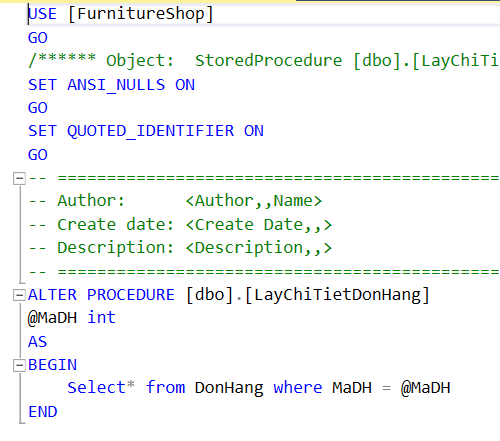 USE [FurnitureShop]
GO
/****** Object:  StoredProcedure [dbo].[LayChiTi
SET ANSI_NULLS ON
GO
SET QUOTED_IDENTIFIER ON
GO
-- =============================================
-- Author:      <Author,,Name>
-- Create date: <Create Date,,>
-- Description: <Description,,>
-- =============================================
ALTER PROCEDURE [dbo].[LayChiTietDonHang]
@MaDH int
AS
BEGIN
    Select* from DonHang where MaDH = @MaDH
END